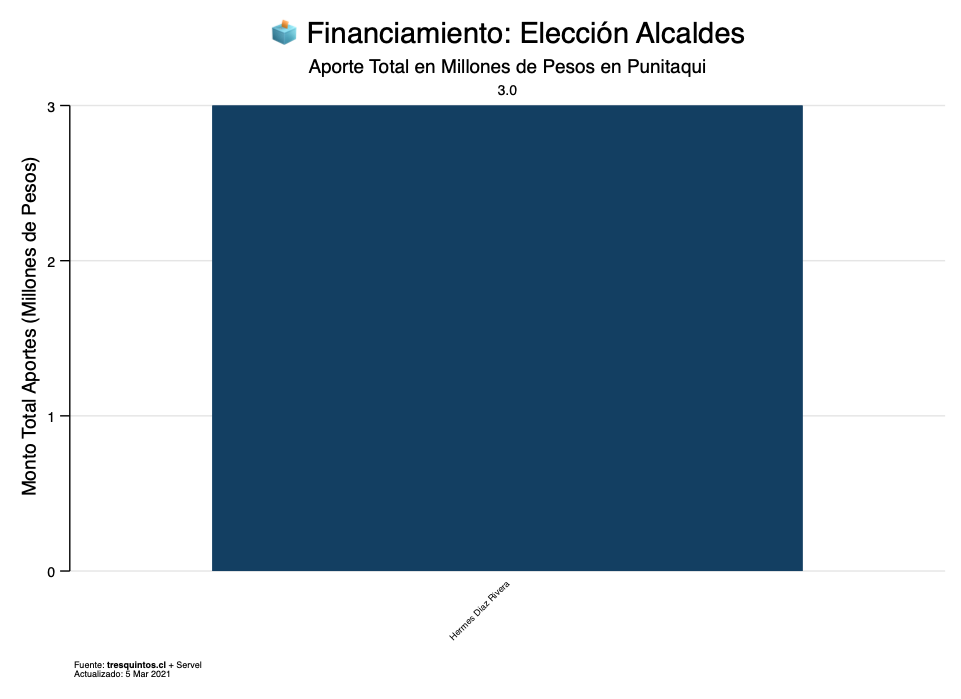 🗳️ Financiamiento: Elección Alcaldes
Aporte Total en Millones de Pesos en Punitaqui
3.0
Monto Total Aportes (Millones de Pesos)
3
2
1
0
Hermes Díaz Rivera
Fuente: tresquintos.cl + Servel
Actualizado: 5 Mar 2021